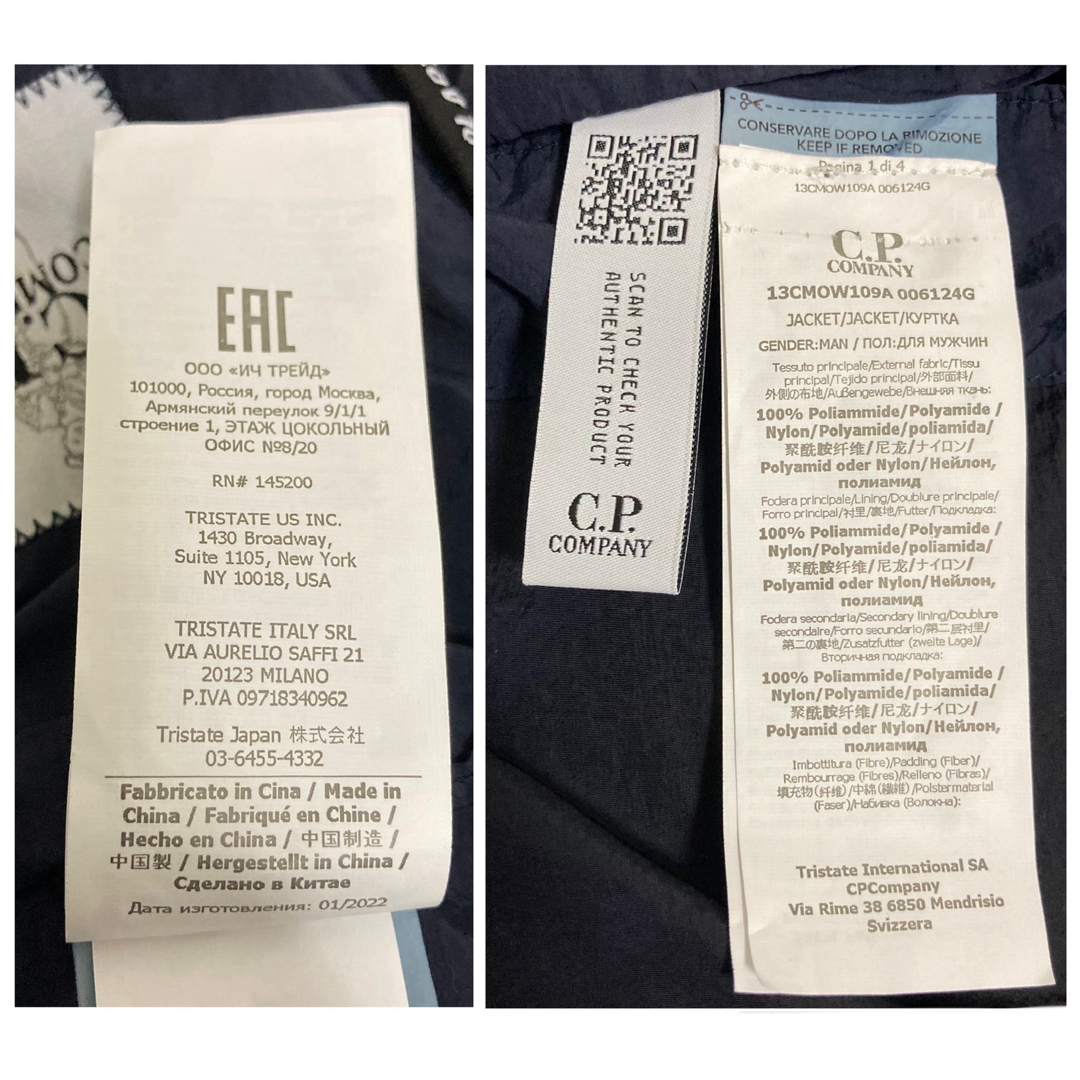 EAC
ООО «ИЧ ТРЕЙД»
101000, Россия, город Москва,
Армянский переулок 9/1/1
строение 1, ЭТАЖ ЦОКОЛЬНЫЙ
ОФИС №8/20
RN# 145200
TRISTATE US INC.
1430 Broadway,
Suite 1105, New York
NY 10018, USA
TRISTATE ITALY SRL
VIA AURELIO SAFFI 21
20123 MILANO
P.IVA 09718340962
Tristate Japan 株式会社
03-6455-4332
Fabbricato in Cina / Made in
China / Fabriqué en Chine /
Hecho en China / 中国制造 /
中国製 / Hergestellt in China /
Сделано в Китае
Дата изготовления: 01/2022
SCAN TO CHECK YOUR
AUTHENTIC PRODUCT
C.P.
COMPANY
CONSERVARE DOPO LA RIMOZIONE
KEEP IF REMOVED
Pagina 1 di 4
13CMOW109A 006124G
C.P.
COMPANY
13CMOW109A 006124G
JACKET/JACKET/КУРТКА
GENDER:MAN / ПОЛ:ДЛЯ МУЖЧИН
Tessuto principale/External fabric/Tissu
principal/Tejido principal/外部面料/
外側の布地/Außengewebe/Внешняя ткань:
100% Poliammide/Polyamide /
Nylon/Polyamide/poliamida/
聚酰胺纤维/尼龙/ナイロン/
Polyamid oder Nylon/Нейлон,
полиамид
Fodera principale/Lining/Doublure principale/
Forro principal/衬里/裏地/Futter/Подкладка:
100% Poliammide/Polyamide /
Nylon/Polyamide/poliamida/
聚酰胺纤维/尼龙/ナイロン/
Polyamid oder Nylon/Нейлон,
полиамид
Fodera secondaria/Secondary lining/Doublure
secondaire/Forro secundario/第二层衬里/
第二の裏地/Zusatzfutter (zweite Lage)/
Вторичная подкладка:
100% Poliammide/Polyamide /
Nylon/Polyamide/poliamida/
聚酰胺纤维/尼龙/ナイロン/
Polyamid oder Nylon/Нейлон,
полиамид
Imbottitura (Fibre)/Padding (Fiber)/
Rembourrage (Fibres)/Relleno (Fibras)/
填充物(纤维)/中綿(繊維)/Polstermaterial
(Faser)/Набивка (Волокна):
Tristate International SA
CPCompany
Via Rime 38 6850 Mendrisio
Svizzera